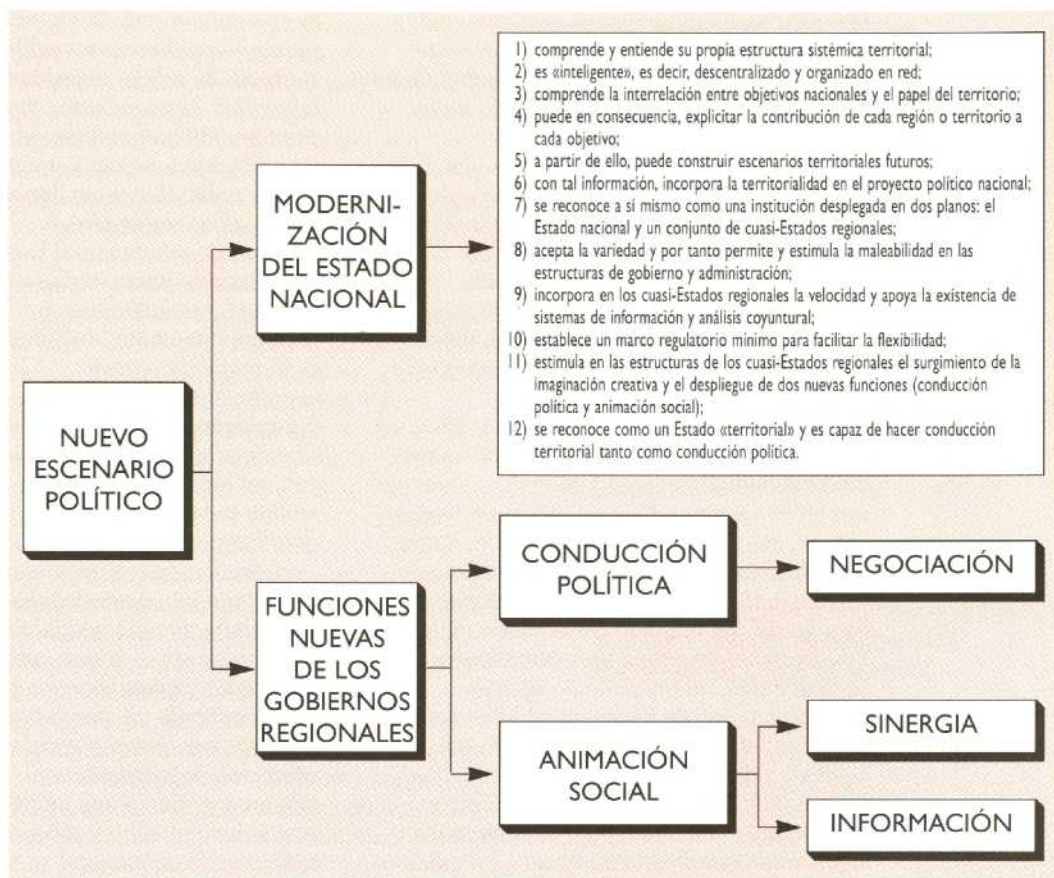 1) comprende y entiende su propia estructura sistémica territorial;
2) es «inteligente», es decir, descentralizado y organizado en red;
3) comprende la interrelación entre objetivos nacionales y el papel del territorio;
4) puede en consecuencia, explicitar la contribución de cada región o territorio a
cada objetivo;
5) a partir de ello, puede construir escenarios territoriales futuros;
6) con tal información, incorpora la territorialidad en el proyecto político nacional;
7) se reconoce a sí mismo como una institución desplegada en dos planos: el
Estado nacional y un conjunto de cuasi-Estados regionales;
8) acepta la variedad y por tanto permite y estimula la maleabilidad en las
estructuras de gobierno y administración;
9) incorpora en los cuasi-Estados regionales la velocidad y apoya la existencia de
sistemas de información y análisis coyuntural;
10) establece un marco regulatorio mínimo para facilitar la flexibilidad;
11) estimula en las estructuras de los cuasi-Estados regionales el surgimiento de la
imaginación creativa y el despliegue de dos nuevas funciones (conducción
política y animación social);
12) se reconoce como un Estado «territorial» y es capaz de hacer conducción
territorial tanto como conducción política.
MODERNI-
ZACIÓN
DEL ESTADO
NACIONAL
NUEVO
ESCENARIO
POLÍTICO
FUNCIONES
NUEVAS
DE LOS
GOBIERNOS
REGIONALES
CONDUCCIÓN
POLÍTICA
NEGOCIACIÓN
ANIMACIÓN
SOCIAL
SINERGIA
INFORMACIÓN